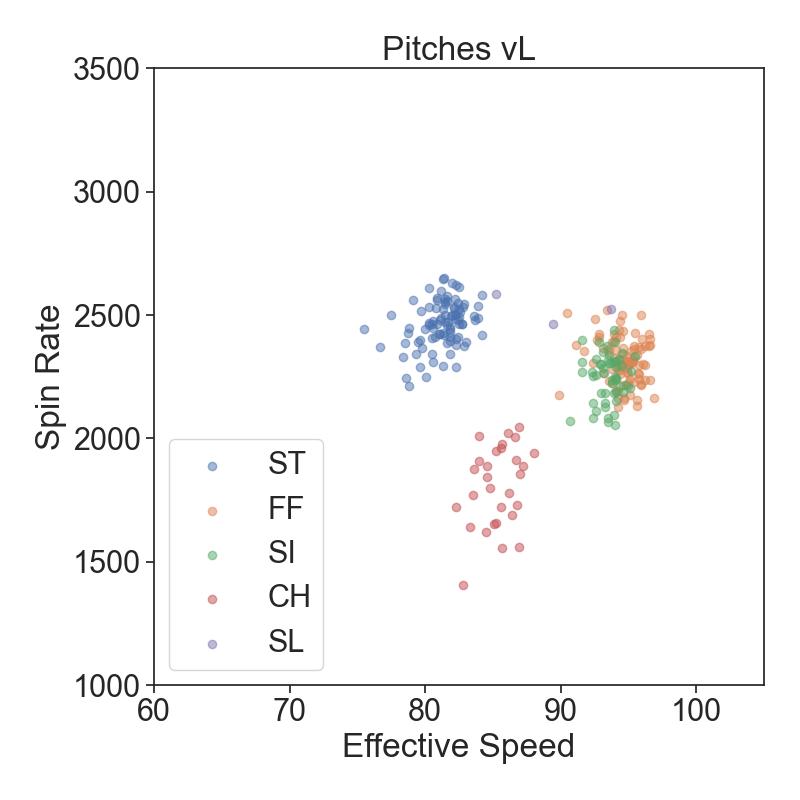 Pitches vL
3500
3000
2500
2000
1500
1000
Spin Rate
ST
FF
SI
CH
SL
60 70 80 90 100
Effective Speed